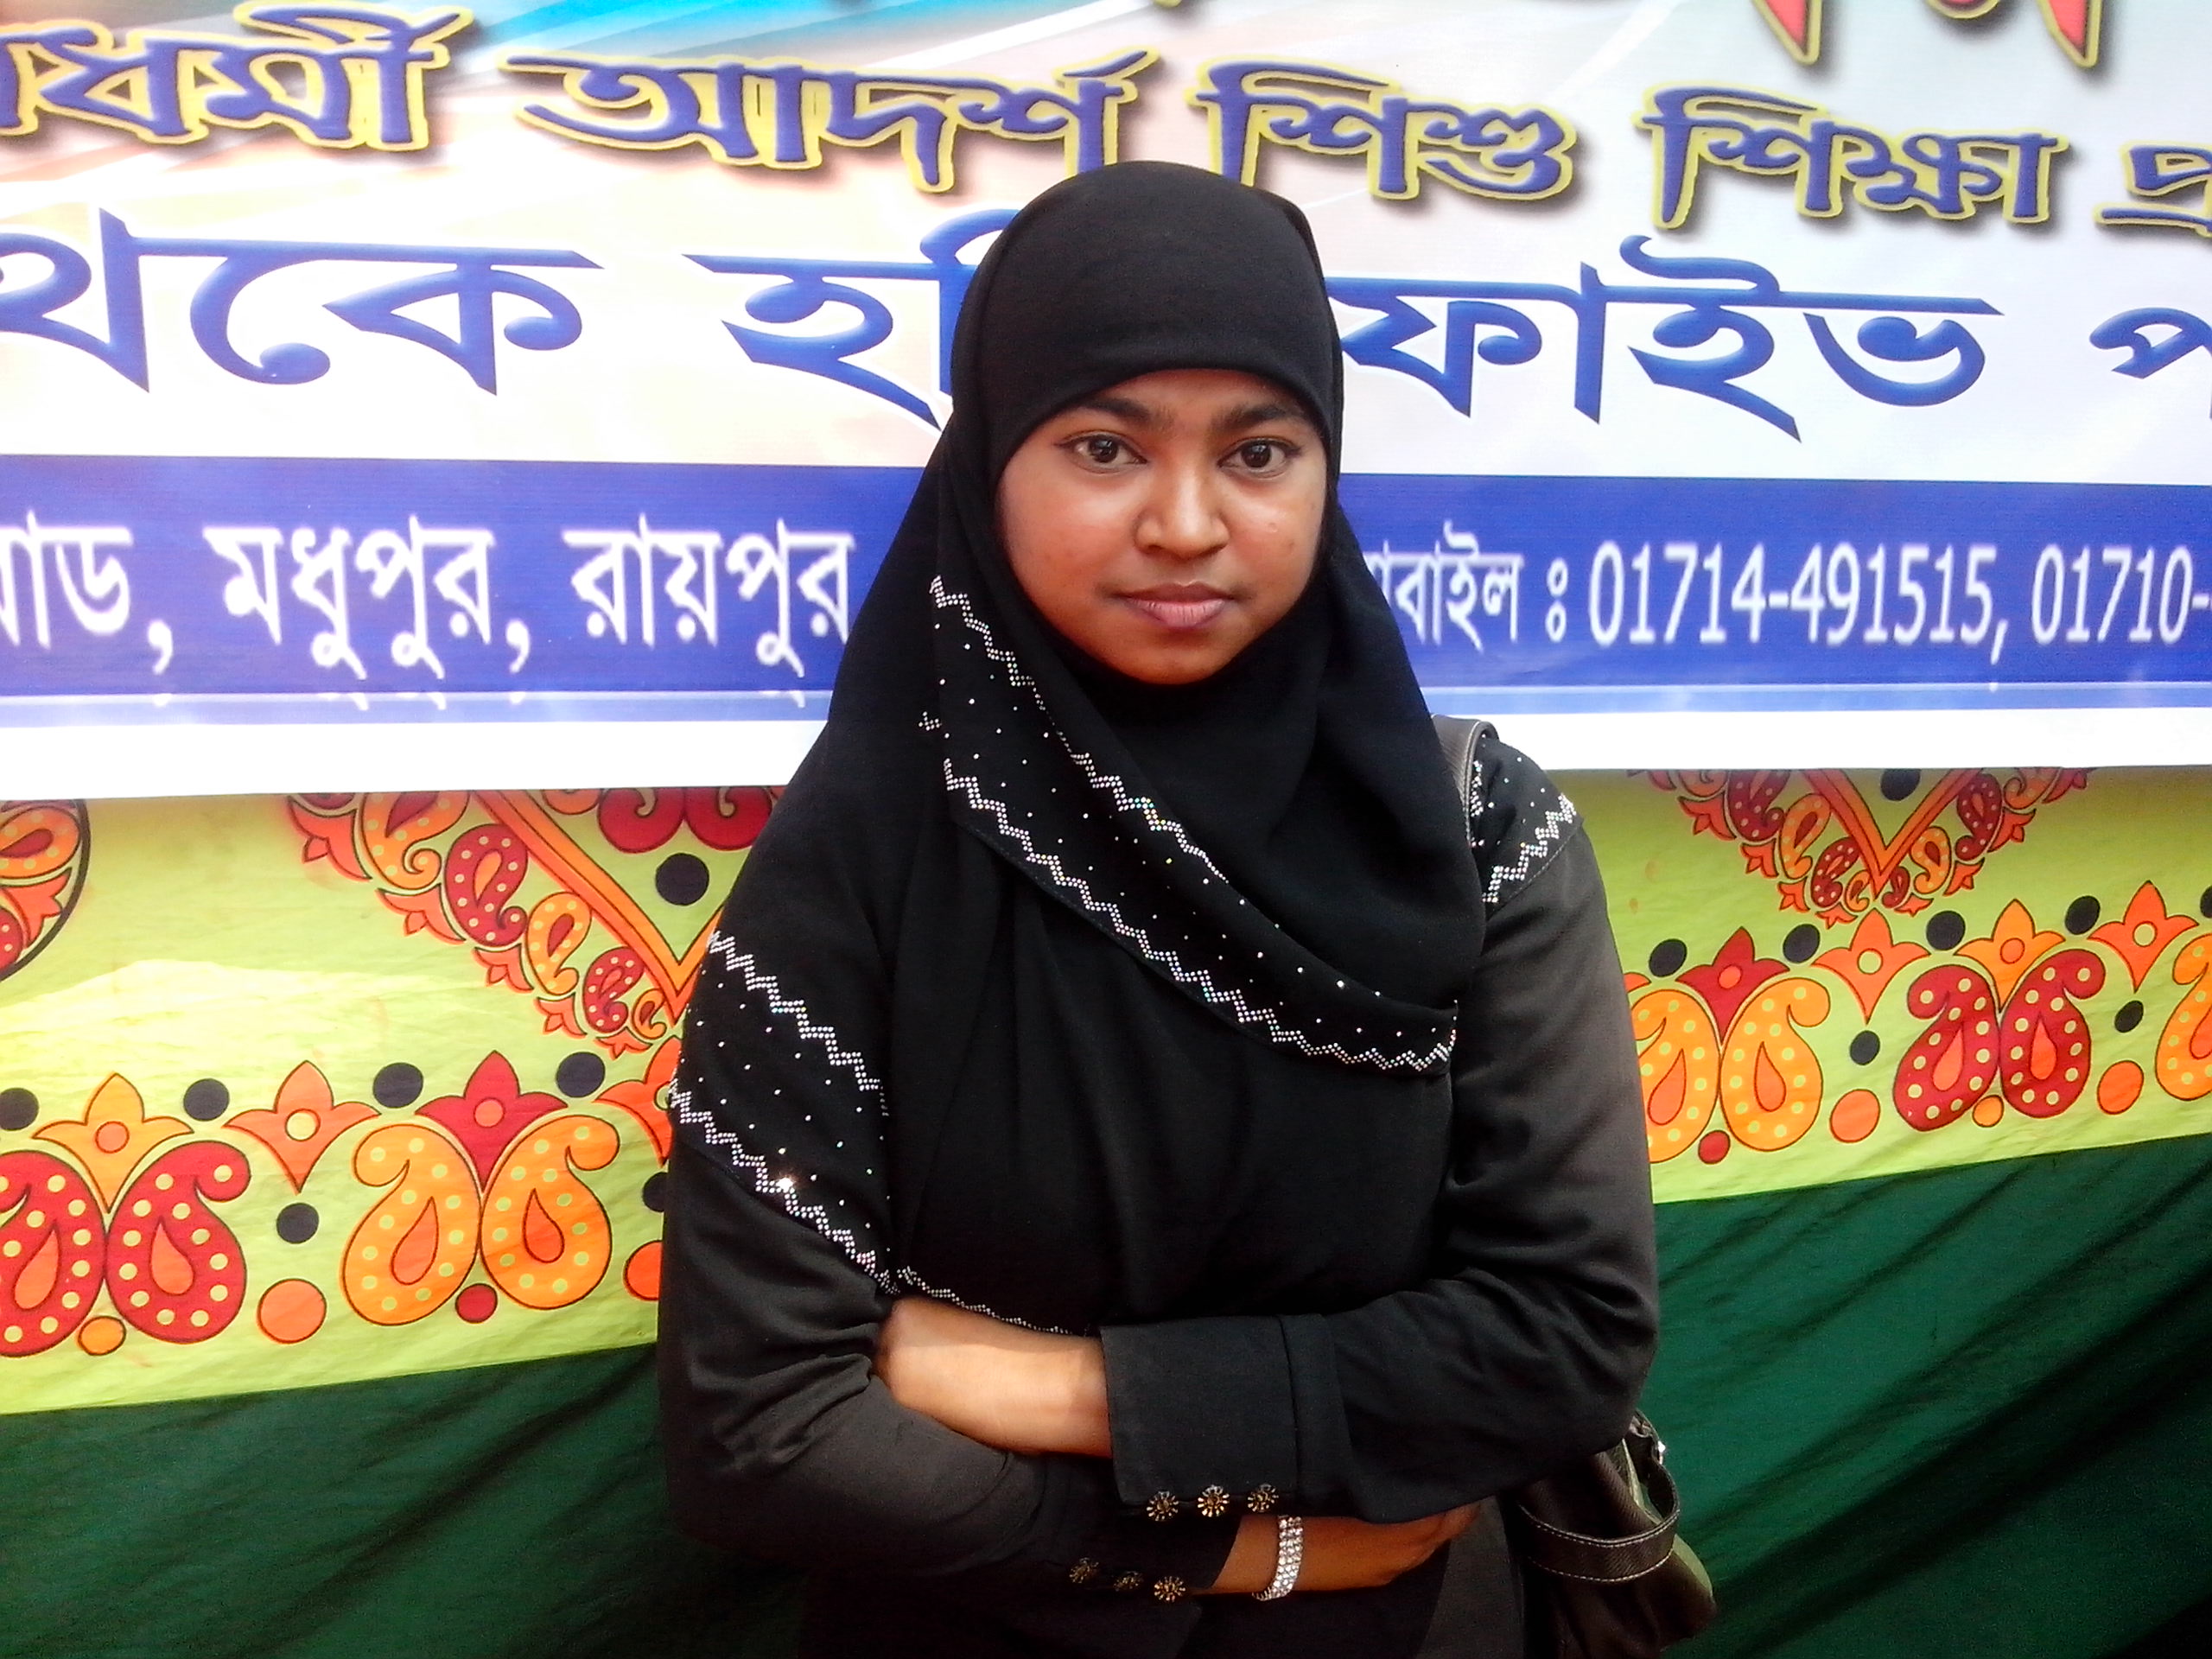 ধর্মী আদর্শ শিশু শিক্ষা
থেকে ফাইভ
মধুপুর, রায়পুর মোবাইল ঃ 01714-491515, 01710-